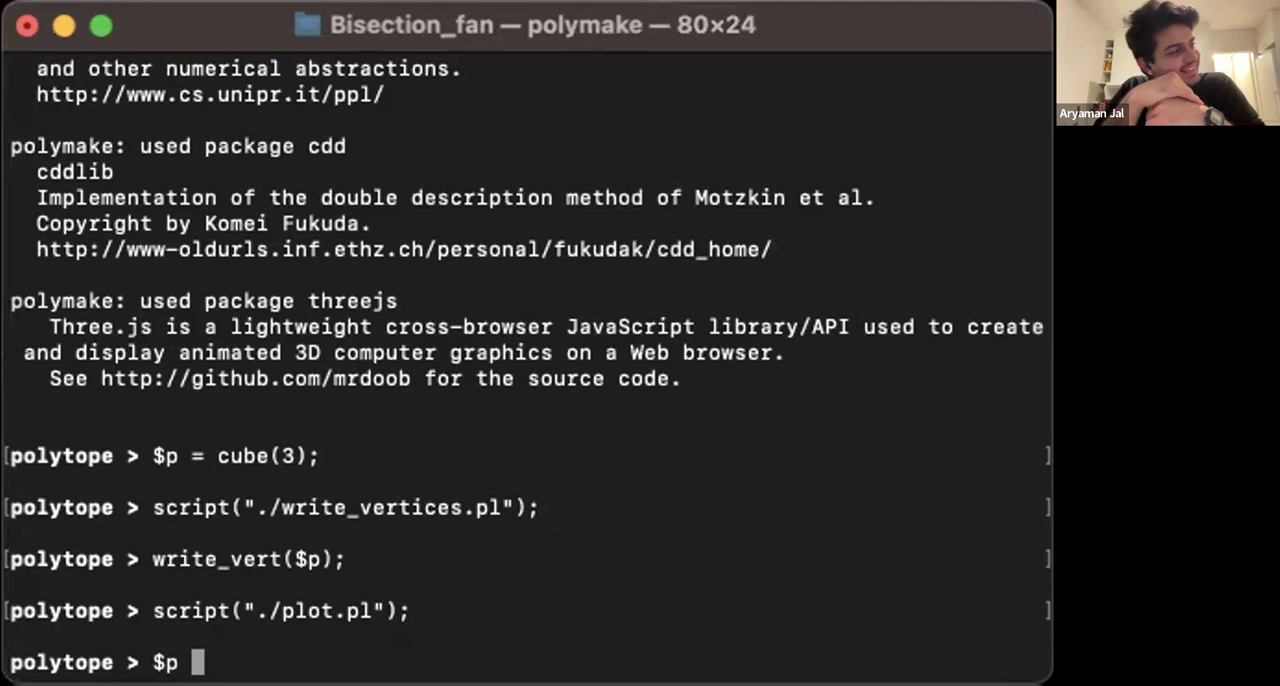 Bisection_fan — polymake — 80×24
and other numerical abstractions.
http://www.cs.unipr.it/ppl/
polymake: used package cdd
cddlib
Implementation of the double description method of Motzkin et al.
Copyright by Komei Fukuda.
http://www-oldurls.inf.ethz.ch/personal/fukudak/cdd_home/
polymake: used package threejs
Three.js is a lightweight cross-browser JavaScript library/API used to create
and display animated 3D computer graphics on a Web browser.
See http://github.com/mrdoob for the source code.
[polytope > $p = cube(3); ]
[polytope > script("./write_vertices.pl"); ]
[polytope > write_vert($p); ]
[polytope > script("./plot.pl"); ]
polytope > $p
Aryaman Jal